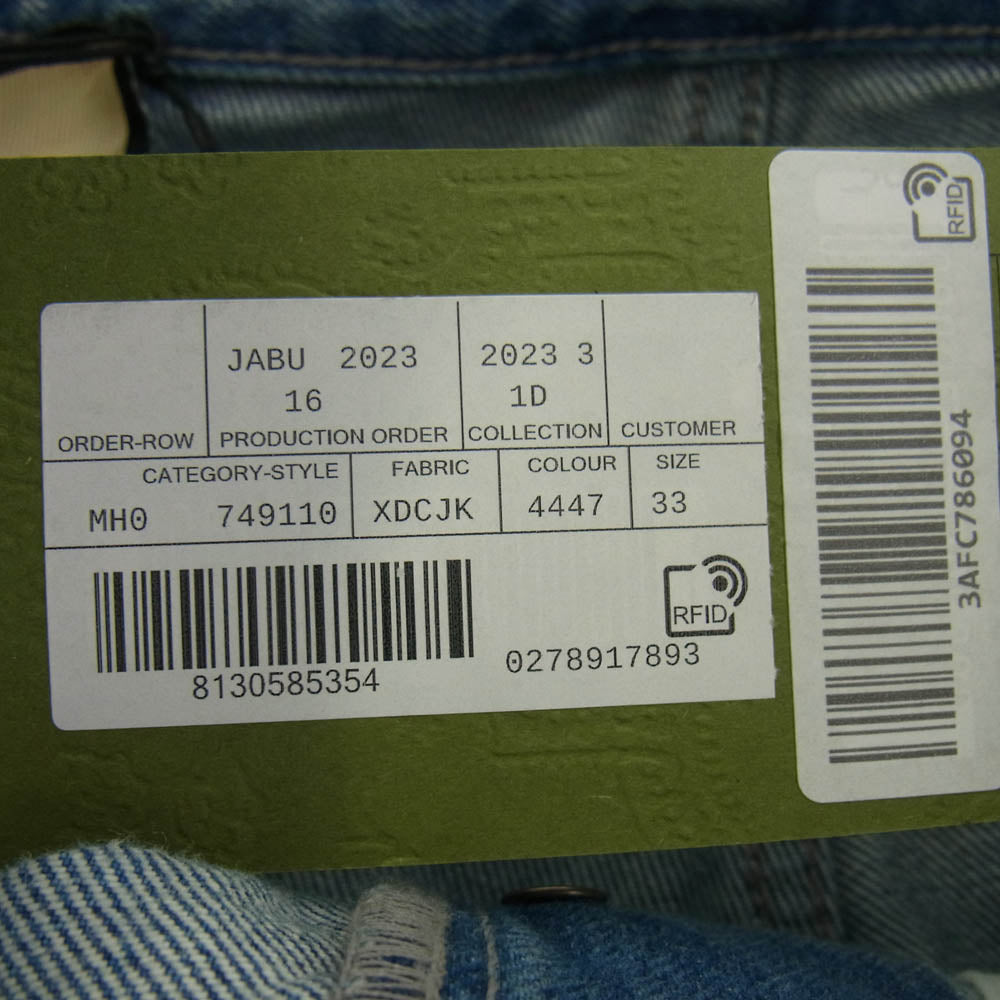 JABU 2023
16
2023 3
1D
ORDER-ROW PRODUCTION ORDER COLLECTION CUSTOMER
CATEGORY-STYLE FABRIC COLOUR SIZE
MH0 749110 XDCJK 4447 33
RFID
8130585354 0278917893
RFID
3AFC786094